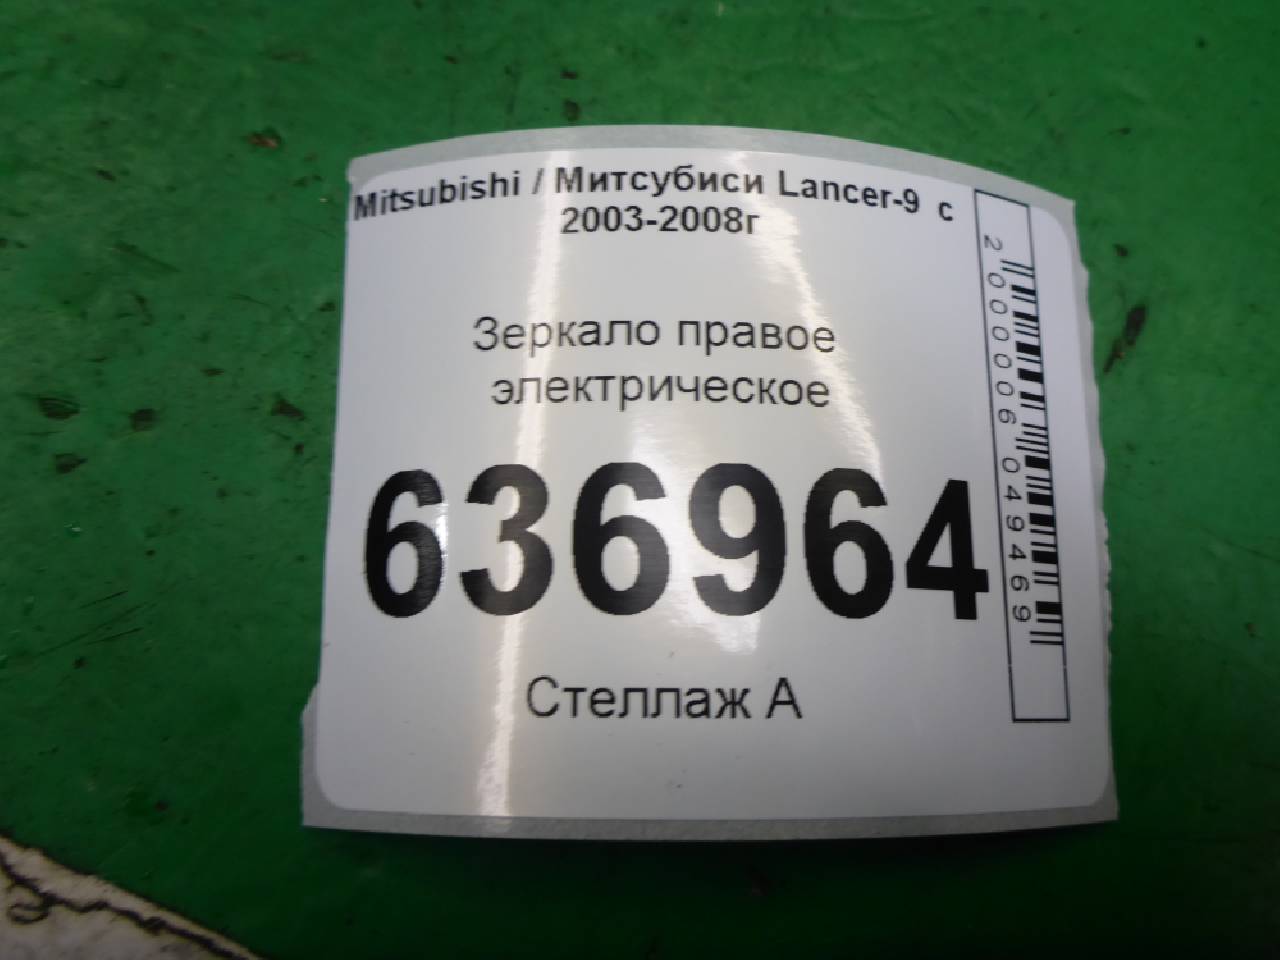 Mitsubishi / Митсубиси Lancer-9 с
2003-2008г
Зеркало правое
электрическое
636964
Стеллаж А
2000006049469